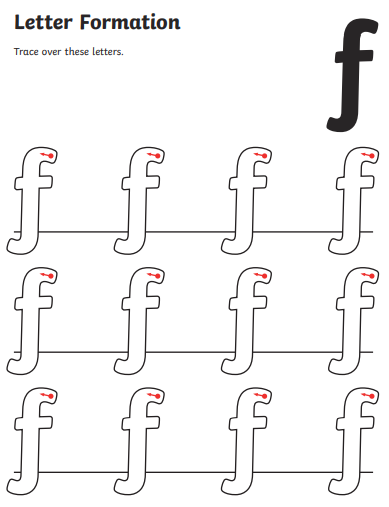 Letter Formation
f
Trace over these letters.
f f f f
f f f f
f f f f